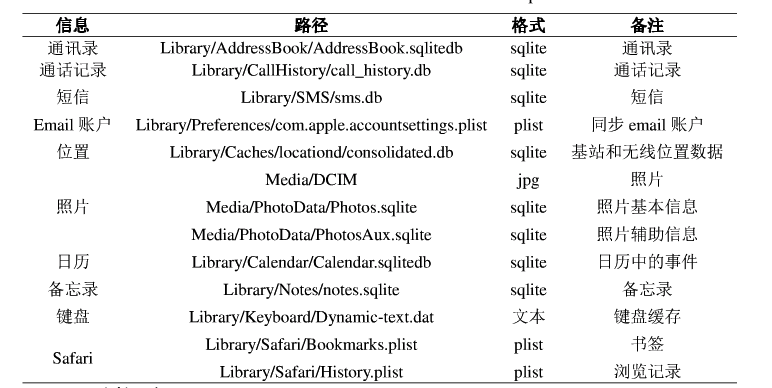 信息 路径 格式 备注
通讯录 Library/AddressBook/AddressBook.sqlitedb sqlite 通讯录
通话记录 Library/CallHistory/call_history.db sqlite 通话记录
短信 Library/SMS/sms.db sqlite 短信
Email 账户 Library/Preferences/com.apple.accountsettings.plist plist 同步 email 账户
位置 Library/Caches/locationd/consolidated.db sqlite 基站和无线位置数据
Media/DCIM jpg 照片
照片 Media/PhotoData/Photos.sqlite sqlite 照片基本信息
Media/PhotoData/PhotosAux.sqlite sqlite 照片辅助信息
日历 Library/Calendar/Calendar.sqlitedb sqlite 日历中的事件
备忘录 Library/Notes/notes.sqlite sqlite 备忘录
键盘 Library/Keyboard/Dynamic-text.dat 文本 键盘缓存
Safari Library/Safari/Bookmarks.plist plist 书签
Library/Safari/History.plist plist 浏览记录